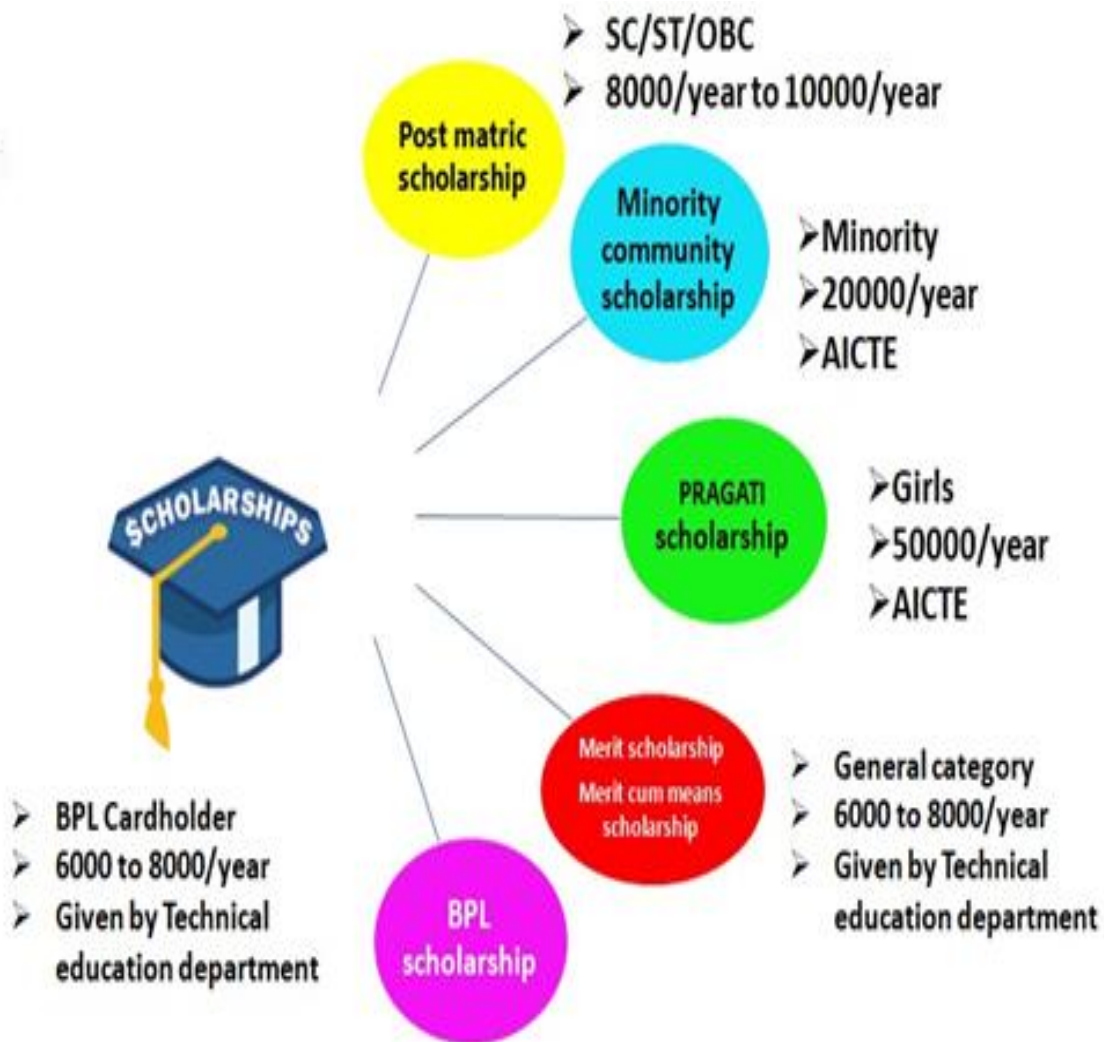 ➢ SC/ST/OBC
➢ 8000/year to 10000/year
Post matric
scholarship
Minority
community
scholarship
➢Minority
➢20000/year
➢AICTE
PRAGATI
scholarship
➢Girls
➢50000/year
➢AICTE
$CHOLARSHIPS
Merit scholarship
Merit cum means
scholarship
➢ General category
➢ 6000 to 8000/year
➢ Given by Technical
education department
➢ BPL Cardholder
➢ 6000 to 8000/year
➢ Given by Technical
education department
BPL
scholarship